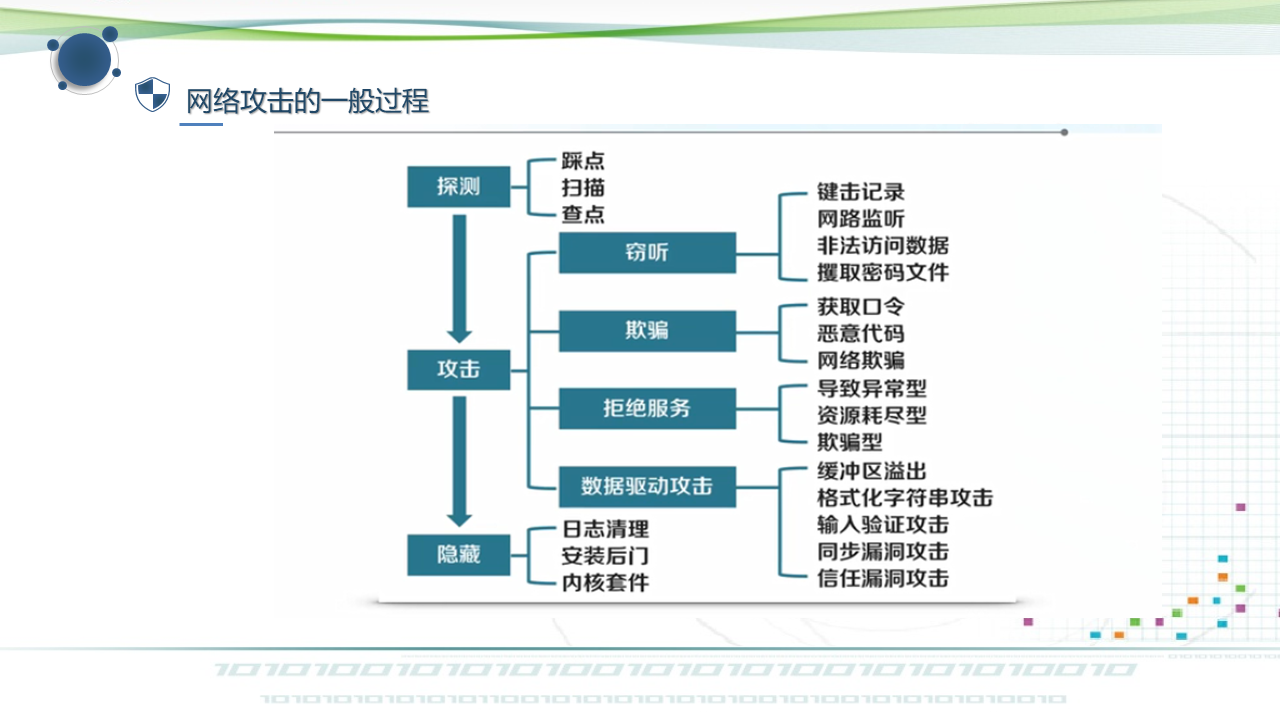 网络攻击的一般过程
探测
踩点
扫描
查点
攻击
窃听
键击记录
网路监听
非法访问数据
攫取密码文件
欺骗
获取口令
恶意代码
网络欺骗
拒绝服务
导致异常型
资源耗尽型
欺骗型
数据驱动攻击
缓冲区溢出
格式化字符串攻击
输入验证攻击
同步漏洞攻击
信任漏洞攻击
隐藏
日志清理
安装后门
内核套件